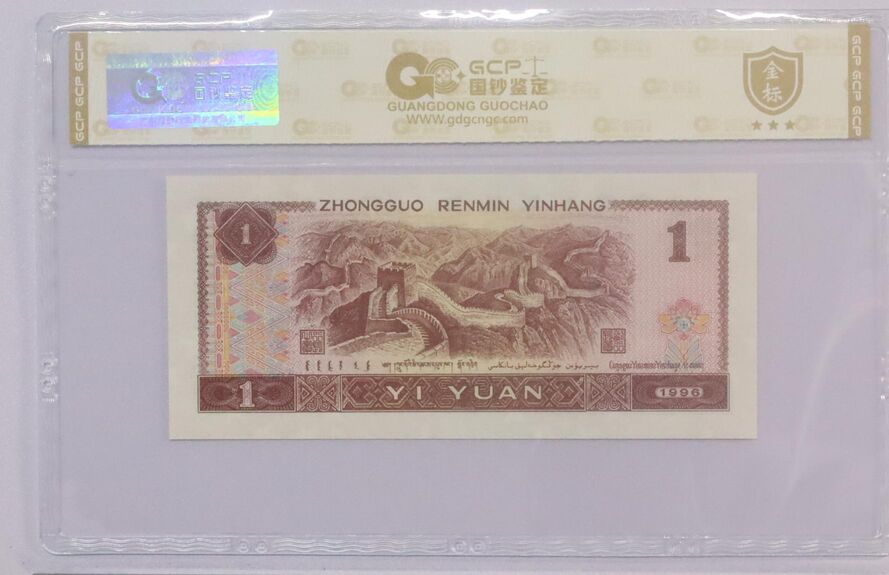 GCP GCP GCP
GCP
国钞鉴定
GCP
国钞鉴定
GUANGDONG GUOCHAO
www.gdgcngc.com
金标
GCP GCP GCP
ZHONGGUO RENMIN YINHANG
1
1
YI YUAN
1
1996